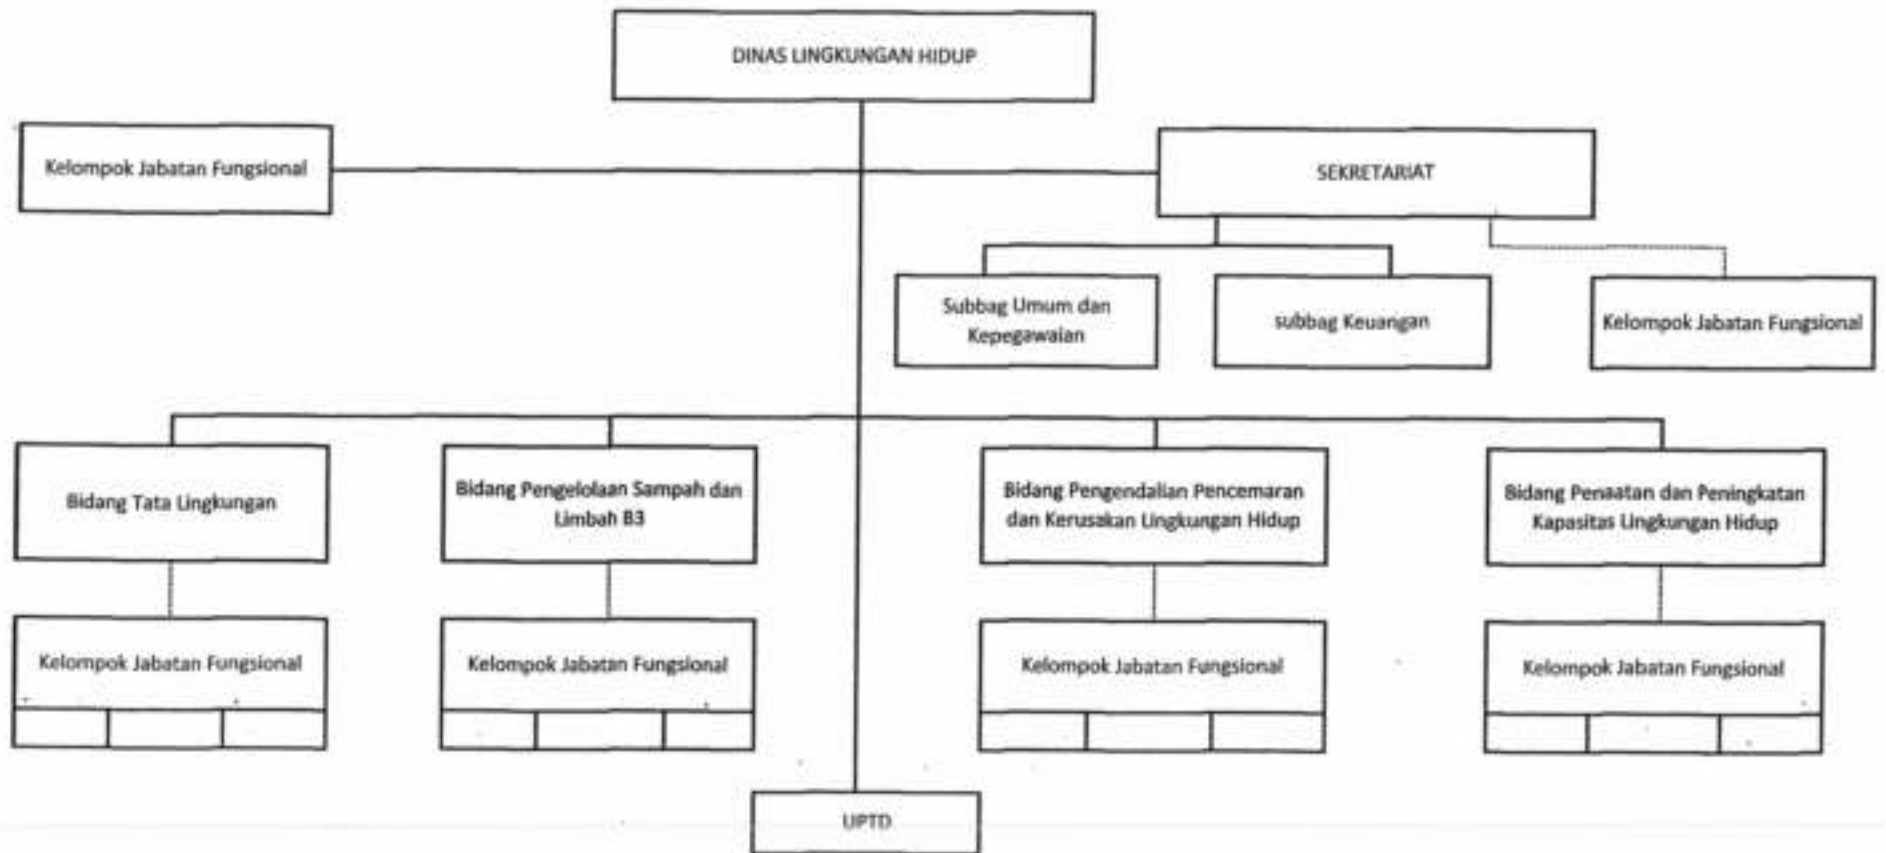 DINAS LINGKUNGAN HIDUP
Kelompok Jabatan Fungsional
SEKRETARIAT
Subbag Umum dan
Kepegawaian
subbag Keuangan
Kelompok Jabatan Fungsional
Bidang Tata Lingkungan
Bidang Pengelolaan Sampah dan
Limbah B3
Bidang Pengendalian Pencemaran
dan Kerusakan Lingkungan Hidup
Bidang Penaatan dan Peningkatan
Kapasitas Lingkungan Hidup
Kelompok Jabatan Fungsional
Kelompok Jabatan Fungsional
Kelompok Jabatan Fungsional
Kelompok Jabatan Fungsional
UPTD